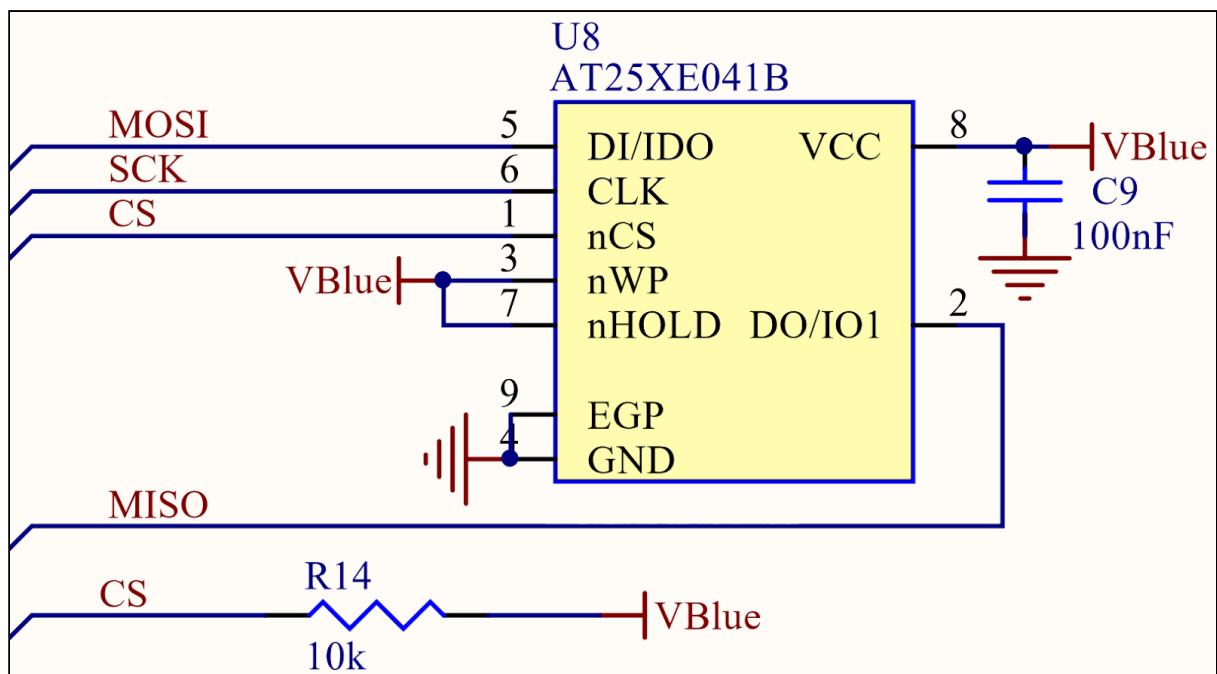 U8
AT25XE041B
MOSI 5 DI/IDO VCC 8 VBlue
SCK 6 CLK C9
CS 1 nCS 100nF
VBlue 3 nWP
7 nHOLD DO/IO1 2
9 EGP
4 GND
MISO
CS R14 VBlue
10k